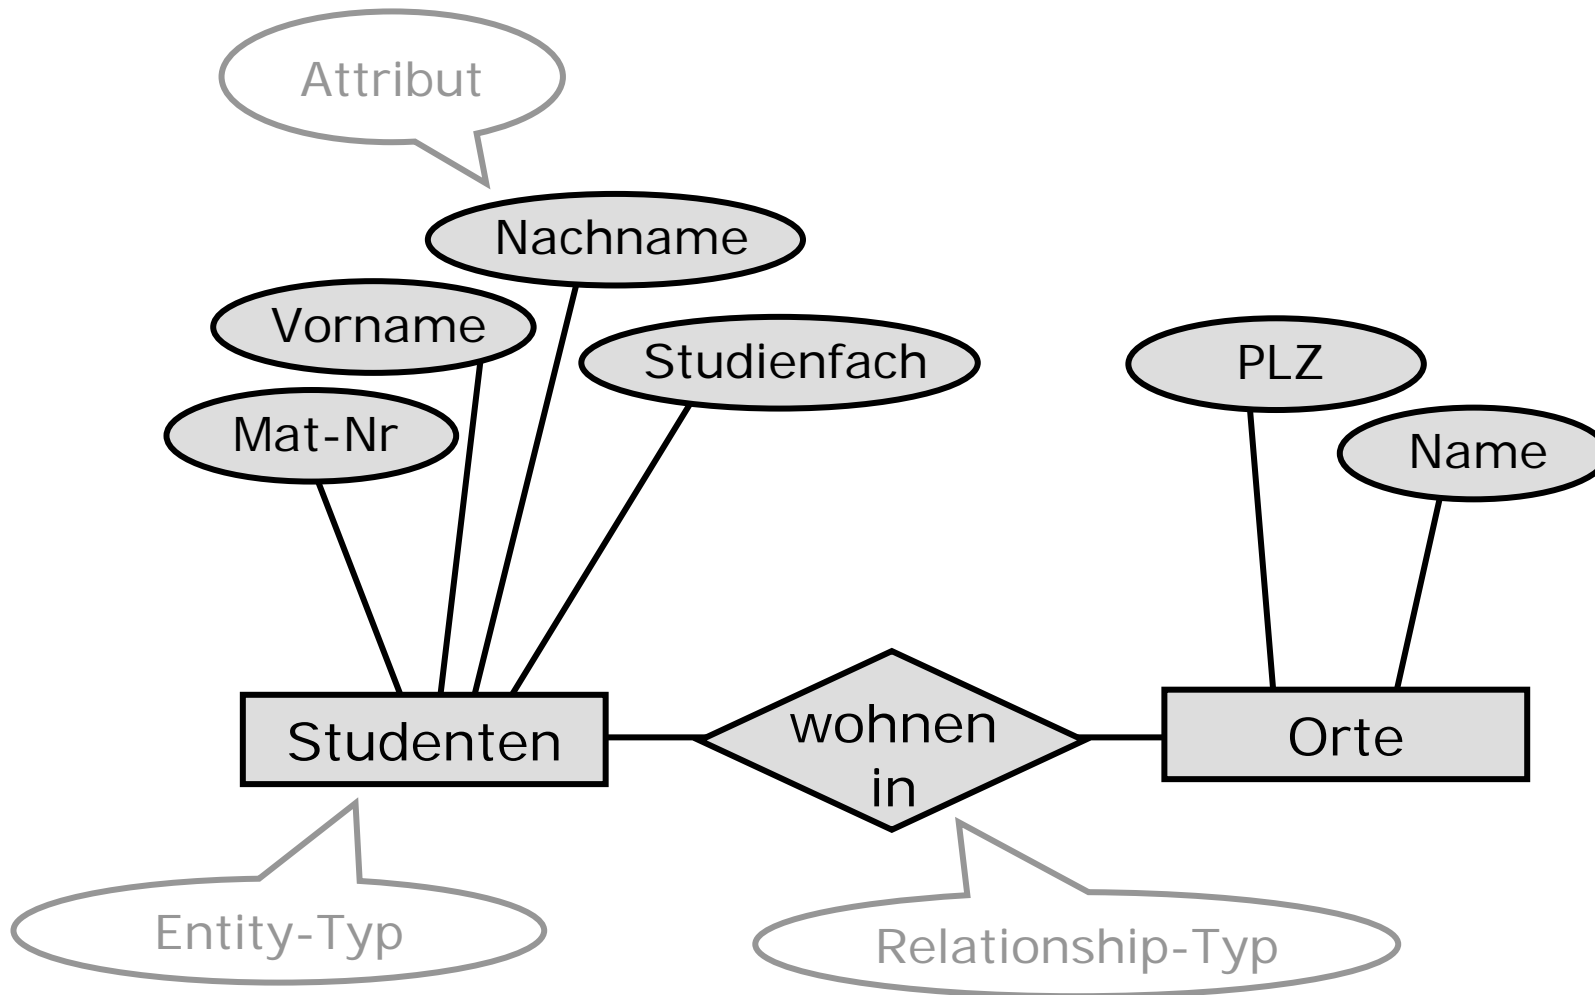 Attribut
Nachname
Vorname
Studienfach
PLZ
Mat-Nr
Name
Studenten
wohnen
in
Orte
Entity-Typ
Relationship-Typ